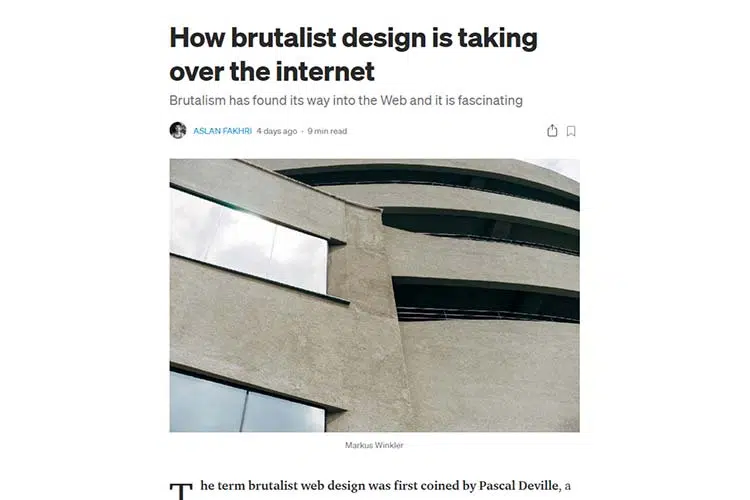 How brutalist design is taking
over the internet
Brutalism has found its way into the Web and it is fascinating
ASLAN FAKHRI 4 days ago · 9 min read
Markus Winkler
The term brutalist web design was first coined by Pascal Deville, a